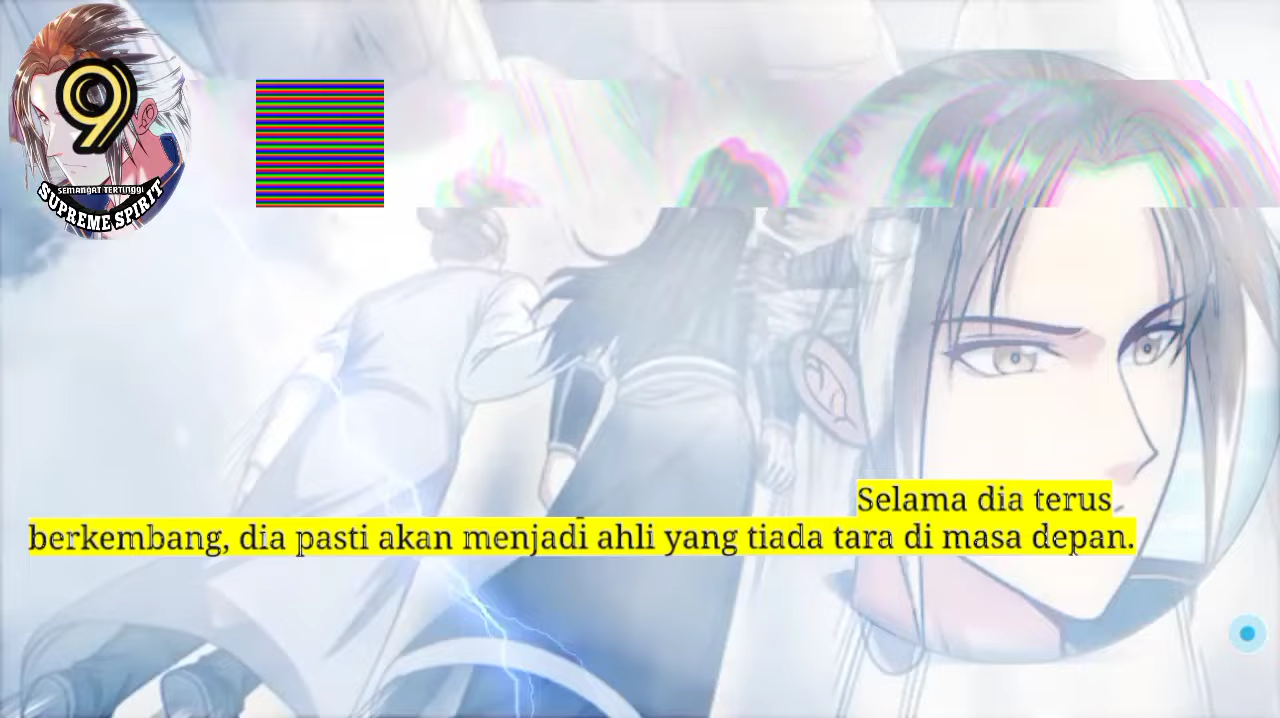 9
SEMANGAT TERTINGGI
SUPREME SPIRIT
Selama dia terus
berkembang, dia pasti akan menjadi ahli yang tiada tara di masa depan.